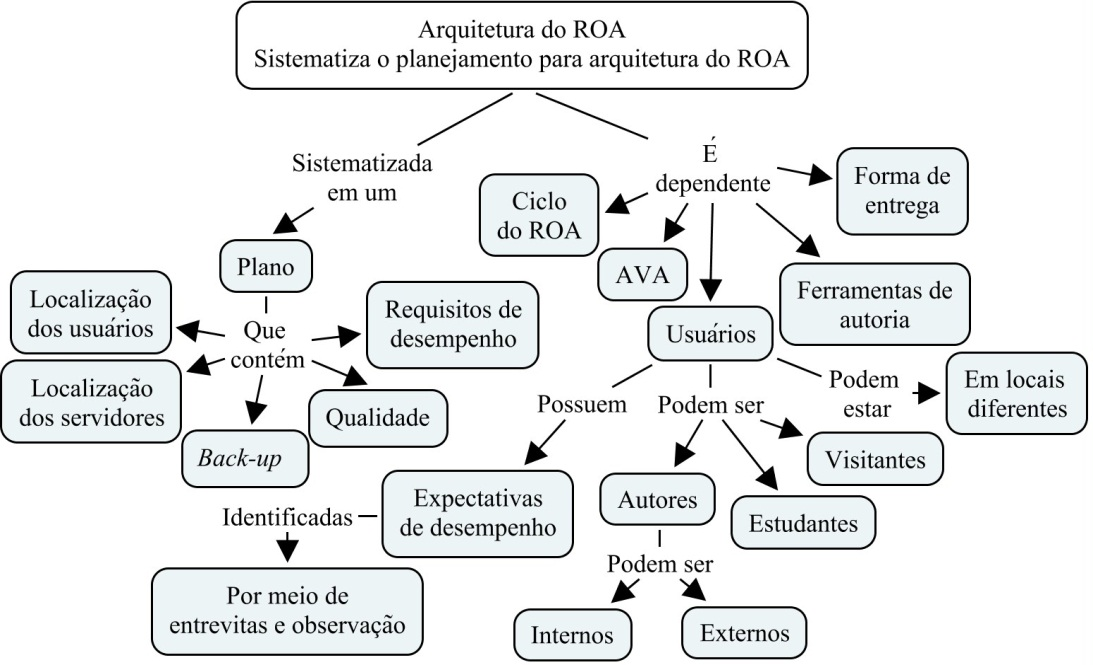 Arquitetura do ROA
Sistematiza o planejamento para arquitetura do ROA
Sistematizada
em um
É
dependente
Forma de
entrega
Ciclo
do ROA
Plano
AVA
Ferramentas de
autoria
Localização
dos usuários
Que
contém
Requisitos de
desempenho
Usuários
Localização
dos servidores
Qualidade
Back-up
Possuem
Podem ser
Podem
estar
Em locais
diferentes
Visitantes
Identificadas
Expectativas
de desempenho
Autores
Estudantes
Podem ser
Por meio de
entrevitas e observação
Internos
Externos